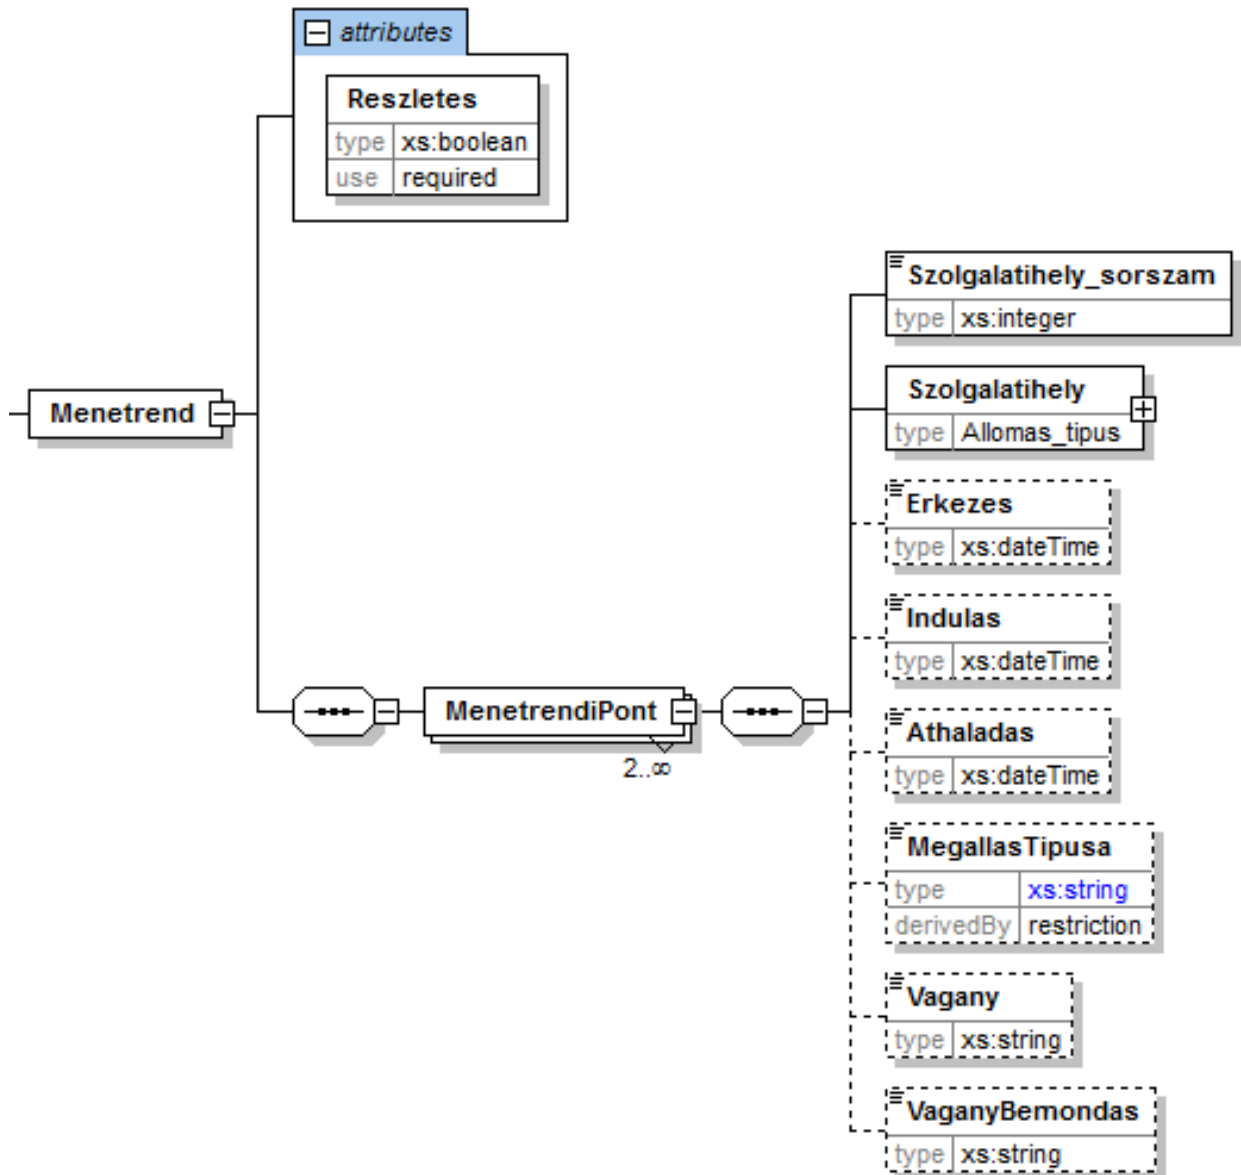 attributes
Reszletes
type xs:boolean
use required
Szolgalatihely_sorszam
type xs:integer
Szolgalatihely
type Allomas_tipus
Menetrend
Erkezes
type xs:dateTime
Indulas
type xs:dateTime
MenetrendiPont
2..∞
Athaladas
type xs:dateTime
MegallasTipusa
type xs:string
derivedBy restriction
Vagany
type xs:string
VaganyBemondas
type xs:string